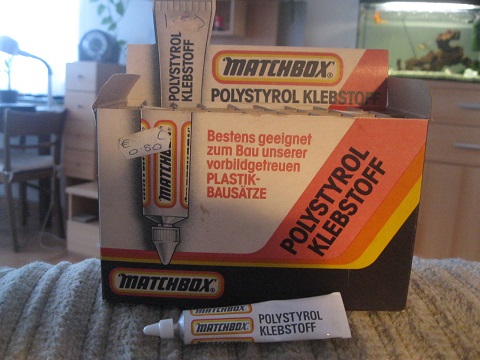 POLYSTYROL
KLEBSTOFF
MATCHBOX®
POLYSTYROL KLEBSTOFF
€
0.80
MATCHBOX
Bestens geeignet
zum Bau unserer
vorbildgetreuen
PLASTIK-
BAUSÄTZE
POLYSTYROL
KLEBSTOFF
MATCHBOX®
MATCHBOX
POLYSTYROL
KLEBSTOFF